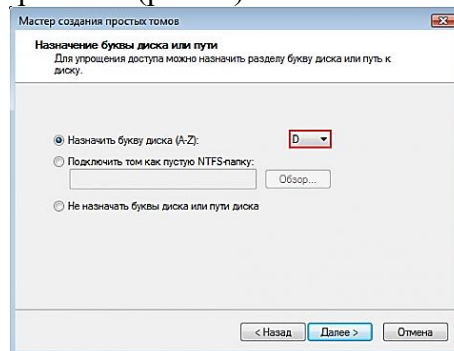 Мастер создания простых томов
Назначение буквы диска или пути
Для упрощения доступа можно назначить разделу букву диска или путь к
диску.
Назначить букву диска (A-Z):
D
Подключить том как пустую NTFS-папку:
Обзор...
Не назначать буквы диска или пути диска
< Назад
Далее >
Отмена